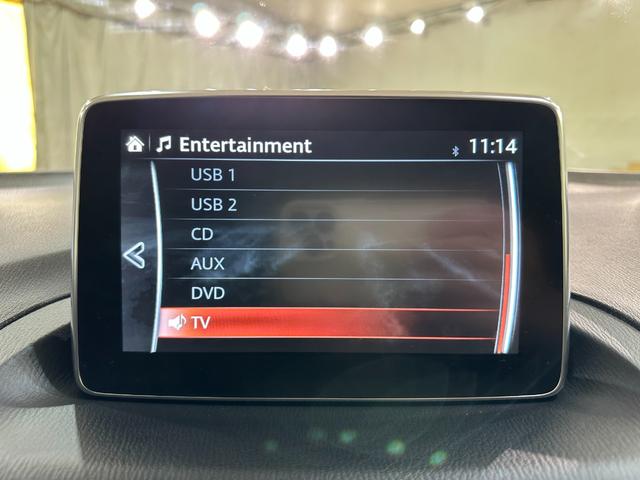 Entertainment 11:14
USB 1
USB 2
CD
AUX
DVD
TV